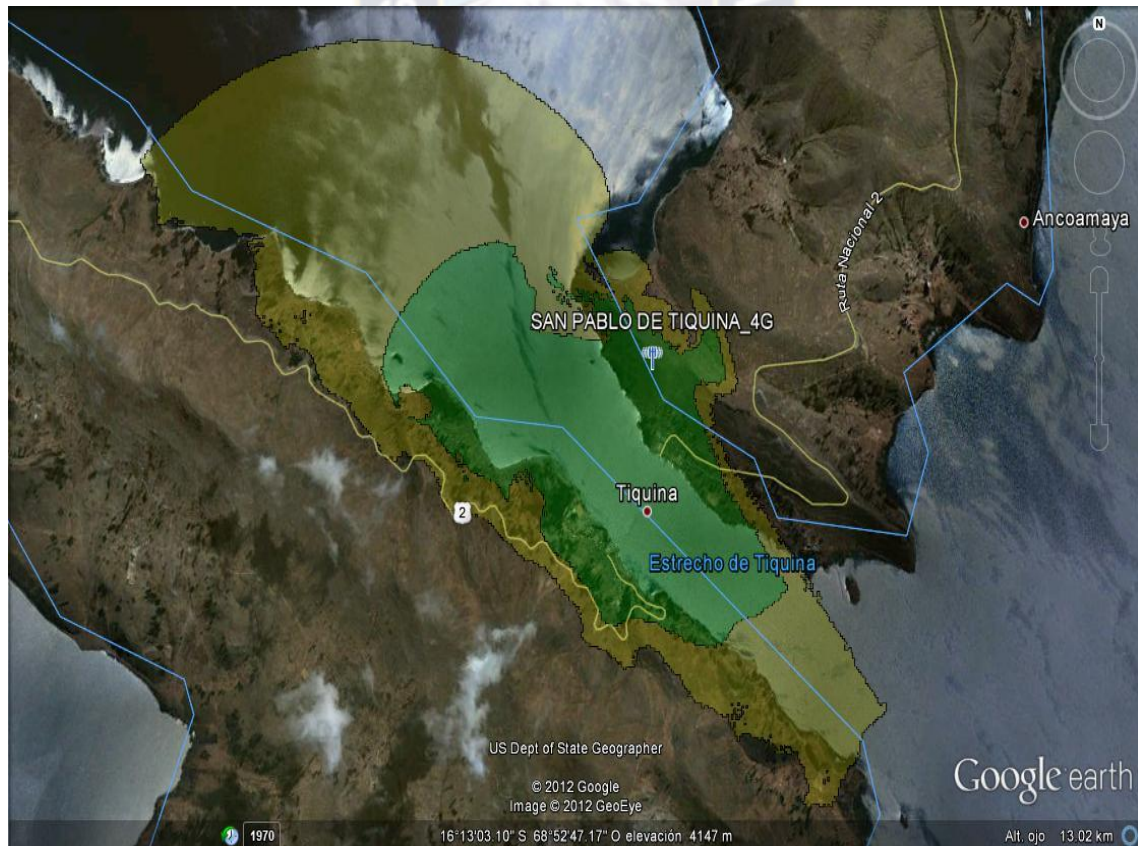 N
Ancoamaya
Ruta Nacional 2
SAN PABLO DE TIQUINA_4G
Tiquina
2
Estrecho de Tiquina
US Dept of State Geographer
© 2012 Google
Image © 2012 GeoEye
Google earth
1970
16°13'03.10" S 68°52'47.17" O elevación 4147 m
Alt. ojo 13.02 km